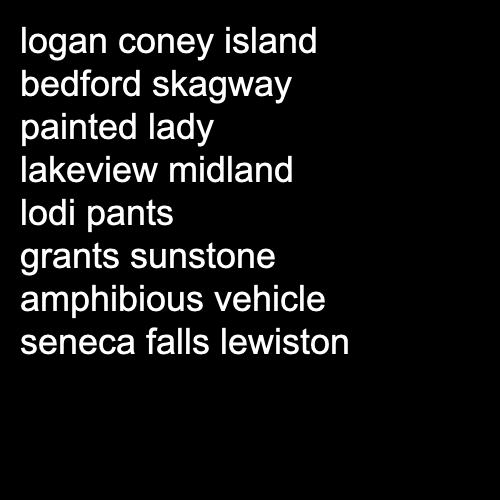 logan coney island
bedford skagway
painted lady
lakeview midland
lodi pants
grants sunstone
amphibious vehicle
seneca falls lewiston